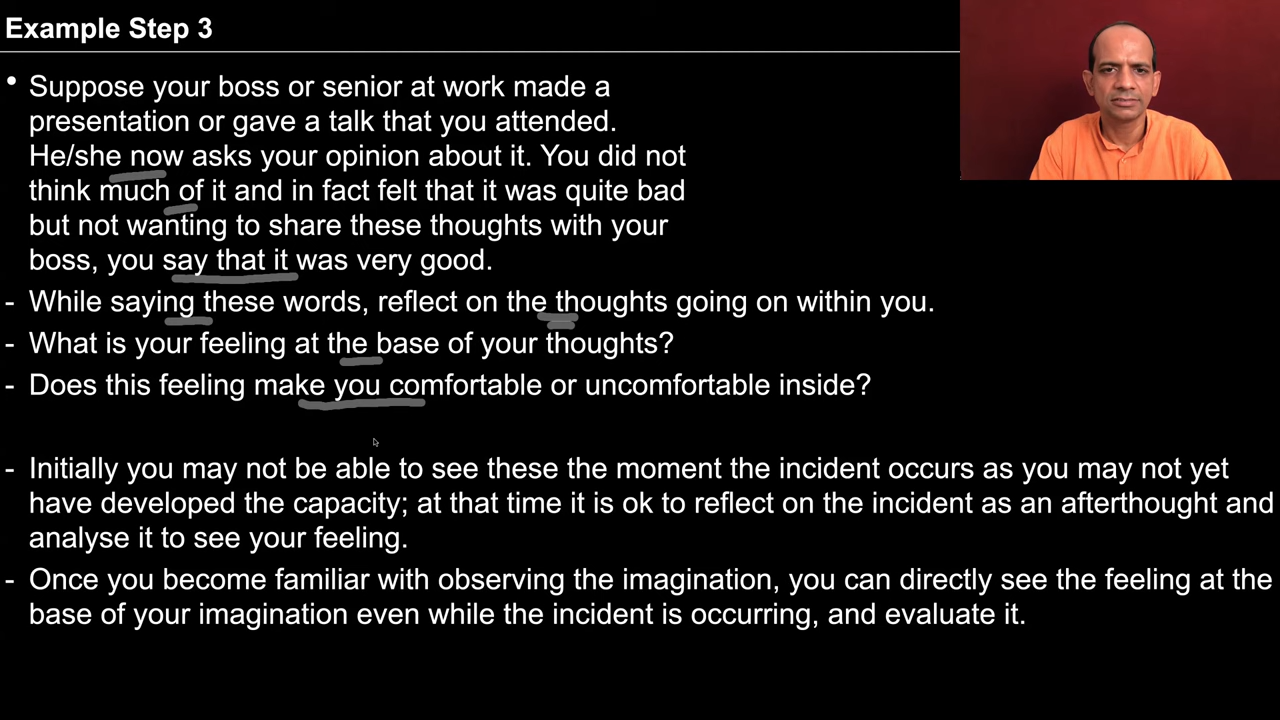 Example Step 3
• Suppose your boss or senior at work made a
presentation or gave a talk that you attended.
He/she now asks your opinion about it. You did not
think much of it and in fact felt that it was quite bad
but not wanting to share these thoughts with your
boss, you say that it was very good.
- While saying these words, reflect on the thoughts going on within you.
- What is your feeling at the base of your thoughts?
- Does this feeling make you comfortable or uncomfortable inside?
- Initially you may not be able to see these the moment the incident occurs as you may not yet
have developed the capacity; at that time it is ok to reflect on the incident as an afterthought and
analyse it to see your feeling.
- Once you become familiar with observing the imagination, you can directly see the feeling at the
base of your imagination even while the incident is occurring, and evaluate it.